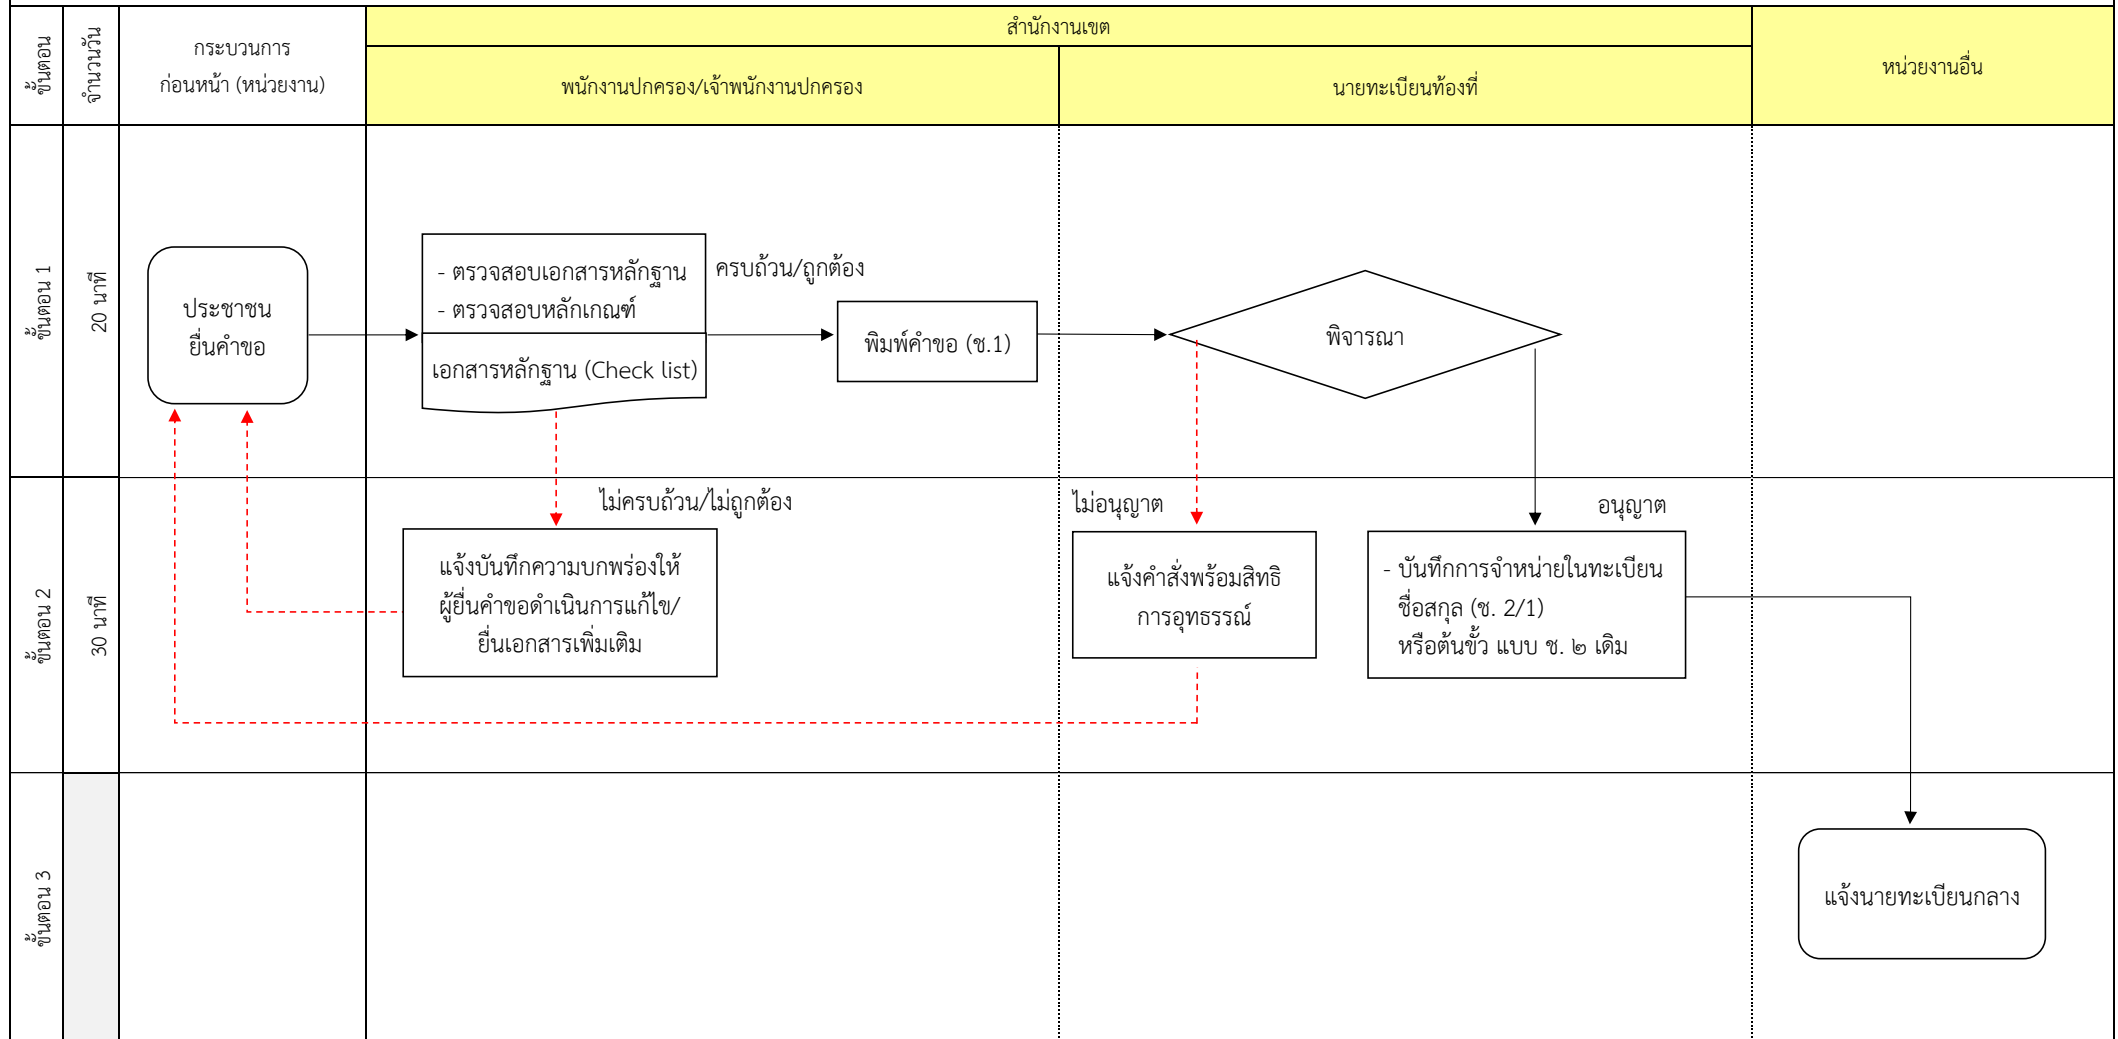 ขั้นตอน
จำนวนวัน
กระบวนการ
ก่อนหน้า (หน่วยงาน)
สำนักงานเขต
พนักงานปกครอง/เจ้าพนักงานปกครอง
นายทะเบียนท้องที่
หน่วยงานอื่น
ขั้นตอน 1
20 นาที
ประชาชน
ยื่นคำขอ
- ตรวจสอบเอกสารหลักฐาน
- ตรวจสอบหลักเกณฑ์
เอกสารหลักฐาน (Check list)
ครบถ้วน/ถูกต้อง
พิมพ์คำขอ (ช.1)
พิจารณา
ขั้นตอน 2
30 นาที
ไม่ครบถ้วน/ไม่ถูกต้อง
แจ้งบันทึกความบกพร่องให้
ผู้ยื่นคำขอดำเนินการแก้ไข/
ยื่นเอกสารเพิ่มเติม
ไม่อนุญาต
แจ้งคำสั่งพร้อมสิทธิ
การอุทธรรณ์
อนุญาต
- บันทึกการจำหน่ายในทะเบียน
ชื่อสกุล (ช. 2/1)
หรือต้นขั้ว แบบ ช. ๒ เดิม
ขั้นตอน 3
แจ้งนายทะเบียนกลาง